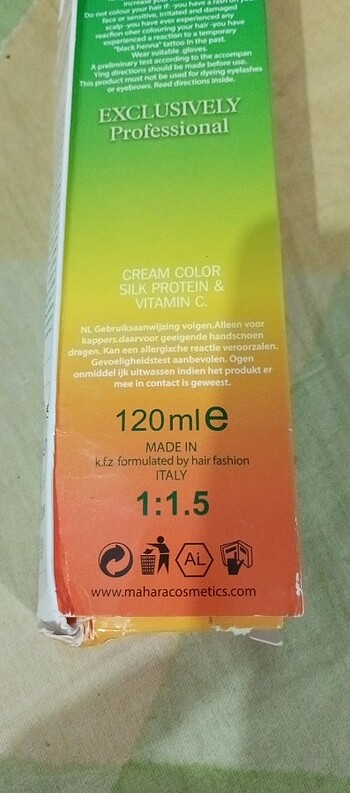 increase your
Do not colour your hair if: -you have a rash on your
face or sensitive, irritated and damaged
scalp -you have ever experienced any
reaction other colouring your hair -you have
experienced a reaction to a temporary
"black henna" tattoo in the past.
Wear suitable .gloves.
A preliminary test according to the accompan
Ying directions should be made before use.
This product must not be used for dyeing eyelashes
or eyebrows. Reed directions inside.
EXCLUSIVELY
Professional
CREAM COLOR
SILK PROTEIN &
VITAMIN C.
NL Gebruiksaanwijzing volgen.Alleen voor
kappers.daarvoor geeigende handscnoen
dregen. Kan een allergixche reactie veroorzalen.
Gevoeligheidstest aanbevolen. Ogen
onmiddel ijk uitwassen indien het produkt er
mee in contact is geweest.
120ml e
MADE IN
k.f.z formulated by hair fashion
ITALY
1:1.5
AL
www.maharacosmetics.com